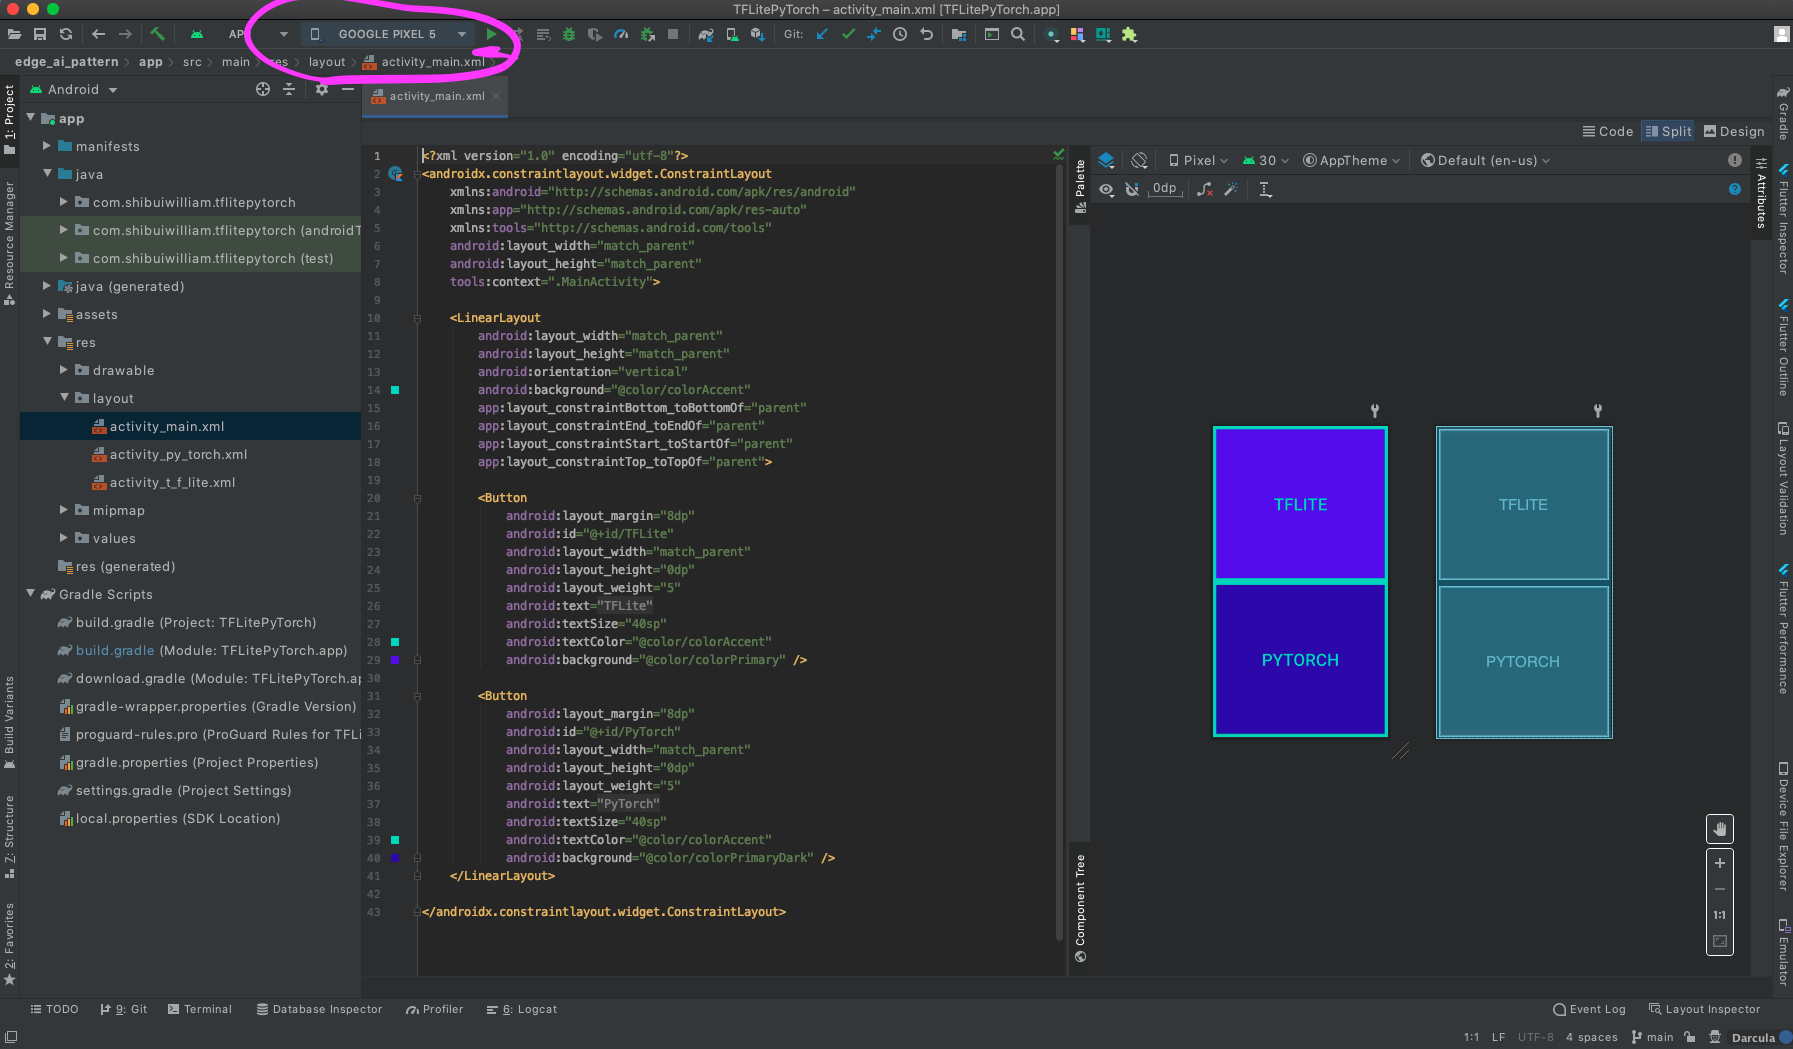 TFLitePyTorch – activity_main.xml [TFLitePyTorch.app]
GOOGLE PIXEL 5
Git:
edge_ai_pattern app src main res layout activity_main.xml
Android
activity_main.xml
Code Split Design
1: Project
Resource Manager
Build Variants
7: Structure
2: Favorites
app
manifests
java
com.shibuiwilliam.tflitepytorch
com.shibuiwilliam.tflitepytorch (androidT
com.shibuiwilliam.tflitepytorch (test)
java (generated)
assets
res
drawable
layout
activity_main.xml
activity_py_torch.xml
activity_t_f_lite.xml
mipmap
values
res (generated)
Gradle Scripts
build.gradle (Project: TFLitePyTorch)
build.gradle (Module: TFLitePyTorch.app)
download.gradle (Module: TFLitePyTorch.ap
gradle-wrapper.properties (Gradle Version)
proguard-rules.pro (ProGuard Rules for TFLi
gradle.properties (Project Properties)
settings.gradle (Project Settings)
local.properties (SDK Location)
1 <?xml version="1.0" encoding="utf-8"?>
2 <androidx.constraintlayout.widget.ConstraintLayout
3 xmlns:android="http://schemas.android.com/apk/res/android"
4 xmlns:app="http://schemas.android.com/apk/res-auto"
5 xmlns:tools="http://schemas.android.com/tools"
6 android:layout_width="match_parent"
7 android:layout_height="match_parent"
8 tools:context=".MainActivity">
9
10 <LinearLayout
11 android:layout_width="match_parent"
12 android:layout_height="match_parent"
13 android:orientation="vertical"
14 android:background="@color/colorAccent"
15 app:layout_constraintBottom_toBottomOf="parent"
16 app:layout_constraintEnd_toEndOf="parent"
17 app:layout_constraintStart_toStartOf="parent"
18 app:layout_constraintTop_toTopOf="parent">
19
20 <Button
21 android:layout_margin="8dp"
22 android:id="@+id/TFLite"
23 android:layout_width="match_parent"
24 android:layout_height="0dp"
25 android:layout_weight="5"
26 android:text="TFLite"
27 android:textSize="40sp"
28 android:textColor="@color/colorAccent"
29 android:background="@color/colorPrimary" />
30
31 <Button
32 android:layout_margin="8dp"
33 android:id="@+id/PyTorch"
34 android:layout_width="match_parent"
35 android:layout_height="0dp"
36 android:layout_weight="5"
37 android:text="PyTorch"
38 android:textSize="40sp"
39 android:textColor="@color/colorAccent"
40 android:background="@color/colorPrimaryDark" />
41 </LinearLayout>
42
43 </androidx.constraintlayout.widget.ConstraintLayout>
Palette
Component Tree
Pixel 30 AppTheme Default (en-us)
0dp
TFLITE TFLITE
PYTORCH PYTORCH
1:1
Attributes
Gradle
Flutter Inspector
Flutter Outline
Layout Validation
Flutter Performance
Device File Explorer
Emulator
TODO 9: Git Terminal Database Inspector Profiler 6: Logcat Event Log Layout Inspector
1:1 LF UTF-8 4 spaces main Darcula